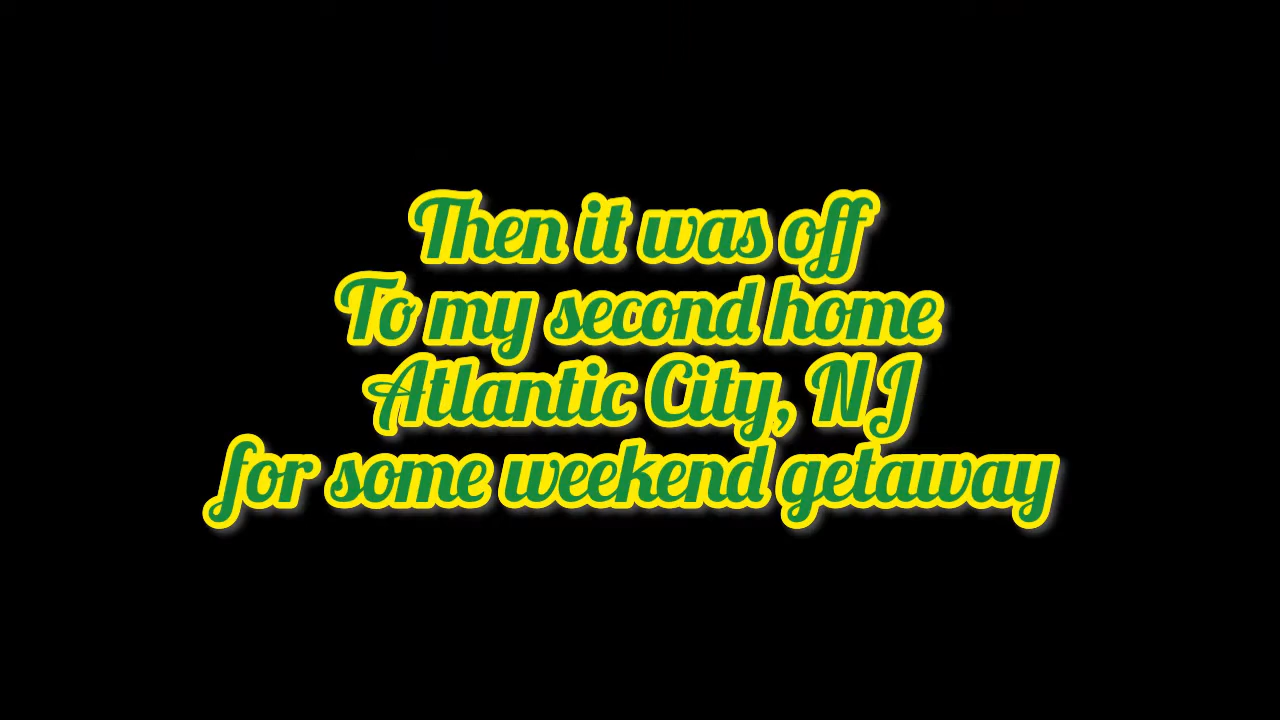 Then it was off
To my second home
Atlantic City, NJ
for some weekend getaway